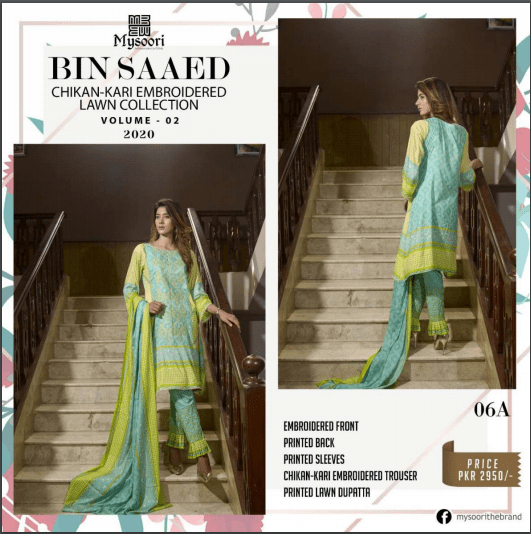 Mysoori
BIN SAAED
CHIKAN-KARI EMBROIDERED
LAWN COLLECTION
VOLUME - 02
2020
06A
EMBROIDERED FRONT
PRINTED BACK
PRINTED SLEEVES
CHIKAN-KARI EMBROIDERED TROUSER
PRINTED LAWN DUPATTA
PRICE
PKR 2950/-
mysoorithebrand